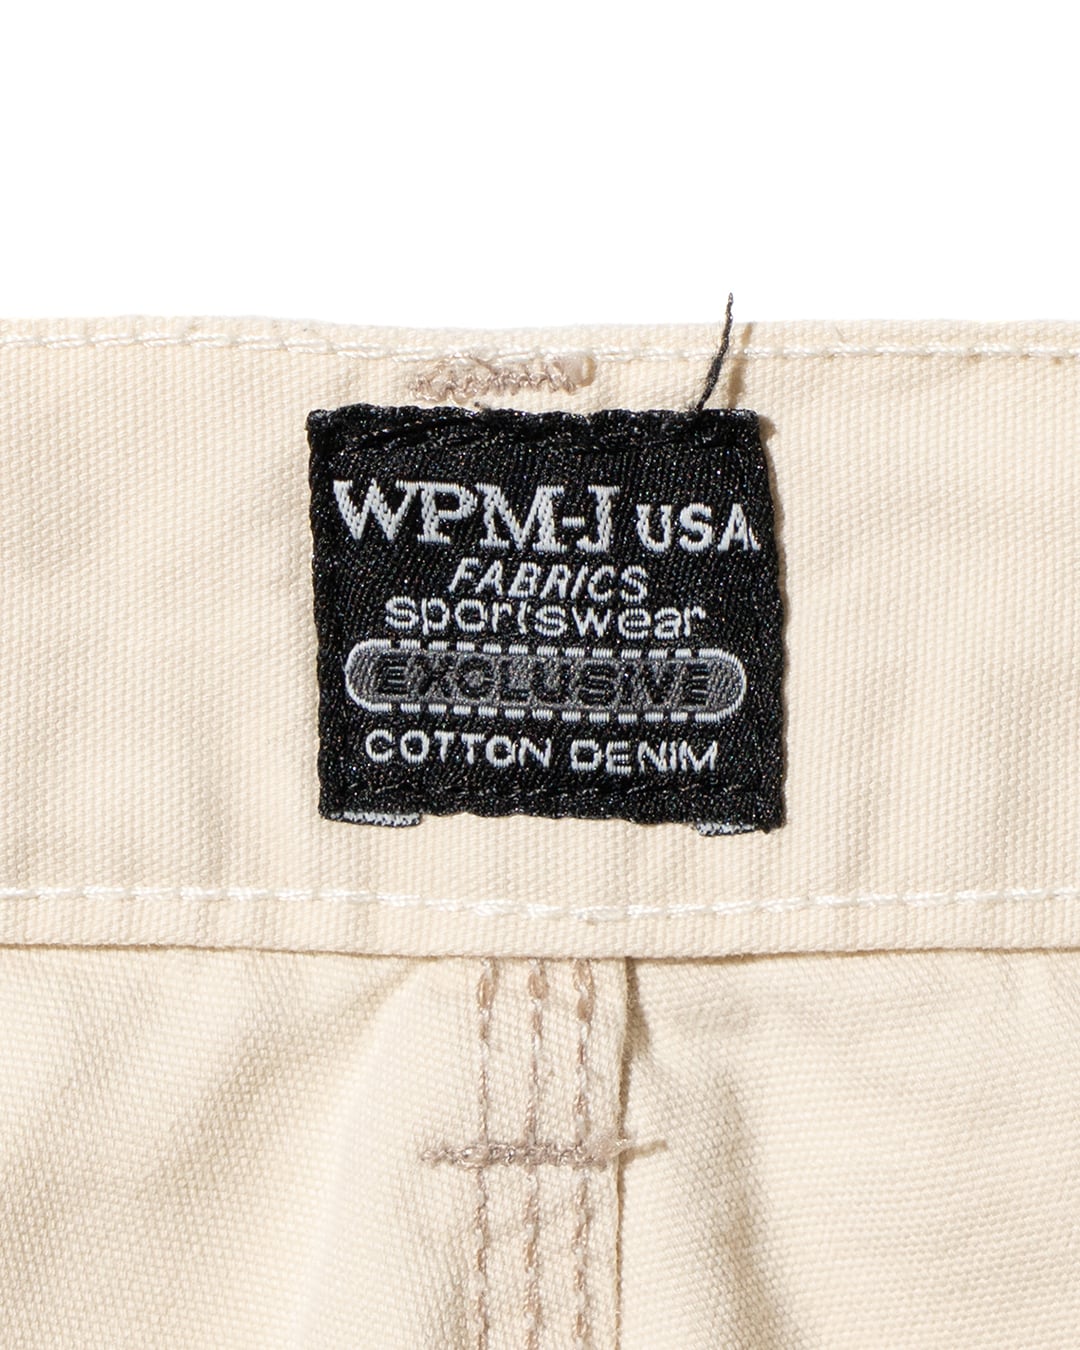 WPM-J USA
FABRICS
sportswear
EXCLUSIVE
COTTON DENIM